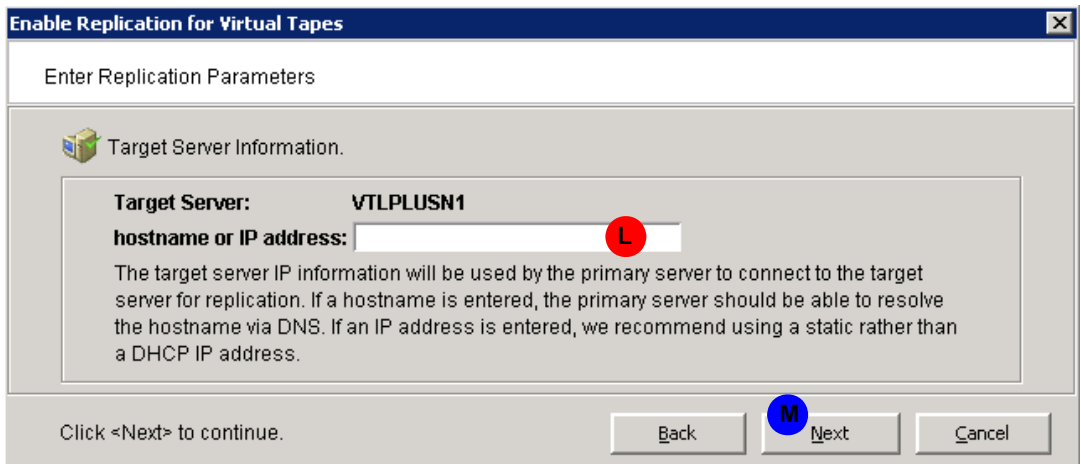 Enable Replication for Virtual Tapes
Enter Replication Parameters
Target Server Information.
Target Server: VTLPLUSN1
hostname or IP address: L
The target server IP information will be used by the primary server to connect to the target
server for replication. If a hostname is entered, the primary server should be able to resolve
the hostname via DNS. If an IP address is entered, we recommend using a static rather than
a DHCP IP address.
M
Click <Next> to continue. Back Next Cancel